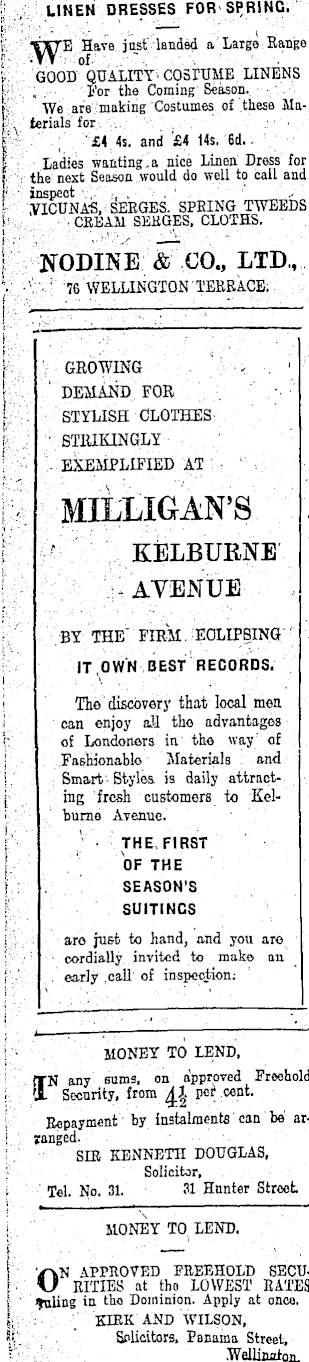 LINEN DRESSES FOR SPRING.
WE Have just landed a Large Range
of
GOOD QUALITY COSTUME LINENS
For the Coming Season.
We are making Costumes of these Ma-
terials for
£4 4s. and £4 14s. 6d.
Ladies wanting a nice Linen Dress for
the next Season would do well to call and
inspect
VICUNAS, SERGES. SPRING TWEEDS
CREAM SERGES, CLOTHS.
NODINE & CO., LTD.,
76 WELLINGTON TERRACE.
GROWING
DEMAND FOR
STYLISH CLOTHES
STRIKINGLY
EXEMPLIFIED AT
MILLIGAN'S
KELBURNE
AVENUE
BY THE FIRM ECLIPSING
IT OWN BEST RECORDS.
The discovery that local men
can enjoy all the advantages
of Londoners in the way of
Fashionable Materials and
Smart Styles is daily attract-
ing fresh customers to Kel-
burne Avenue.
THE FIRST
OF THE
SEASON'S
SUITINGS
are just to hand, and you are
cordially invited to make an
early call of inspection.
MONEY TO LEND,
IN any sums, on approved Freehold
Security, from 4½ per cent.
Repayment by instalments can be ar-
ranged.
SIR KENNETH DOUGLAS,
Solicitor,
Tel. No. 31. 31 Hunter Street.
MONEY TO LEND.
ON APPROVED FREEHOLD SECU-
RITIES at the LOWEST RATES
ruling in the Dominion. Apply at once.
KIRK AND WILSON,
Solicitors, Panama Street,
Wellington.